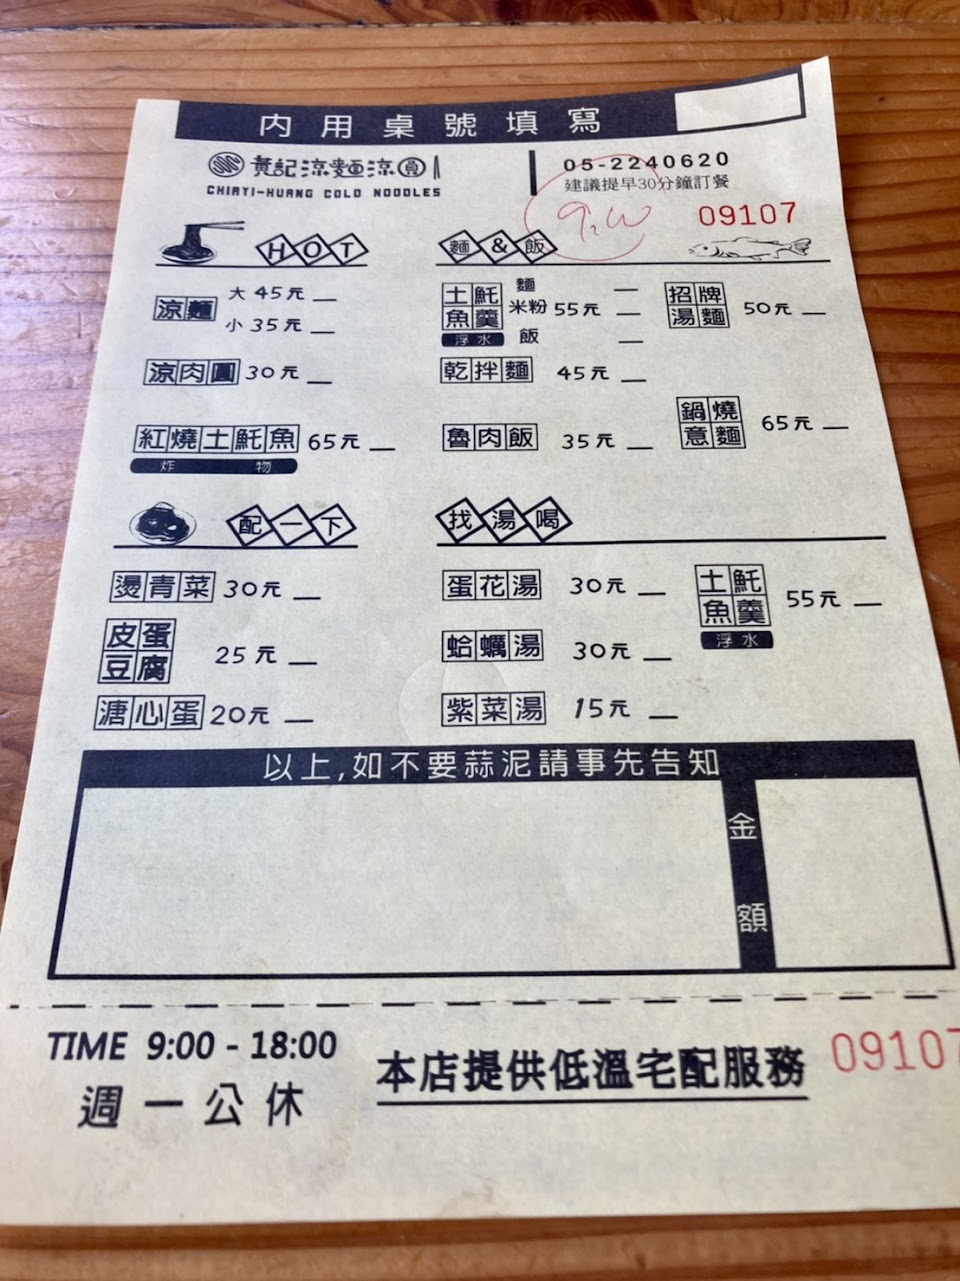 內用桌號填寫
黃記涼麵涼圓
CHIAYI-HUANG COLD NOODLES
05-2240620
建議提早30分鐘訂餐
09107
HOT
涼麵 大 45元
小 35元
涼肉圓 30元
紅燒土魠魚 65元
炸物
麵&飯
土魠魚羹 麵 米粉 飯 55元
浮水
招牌湯麵 50元
乾拌麵 45元
魯肉飯 35元
鍋燒意麵 65元
配一下
燙青菜 30元
皮蛋豆腐 25元
溏心蛋 20元
找湯喝
蛋花湯 30元
土魠魚羹 55元
浮水
蛤蠣湯 30元
紫菜湯 15元
以上,如不要蒜泥請事先告知
金額
TIME 9:00 - 18:00
週一公休
本店提供低溫宅配服務
09107